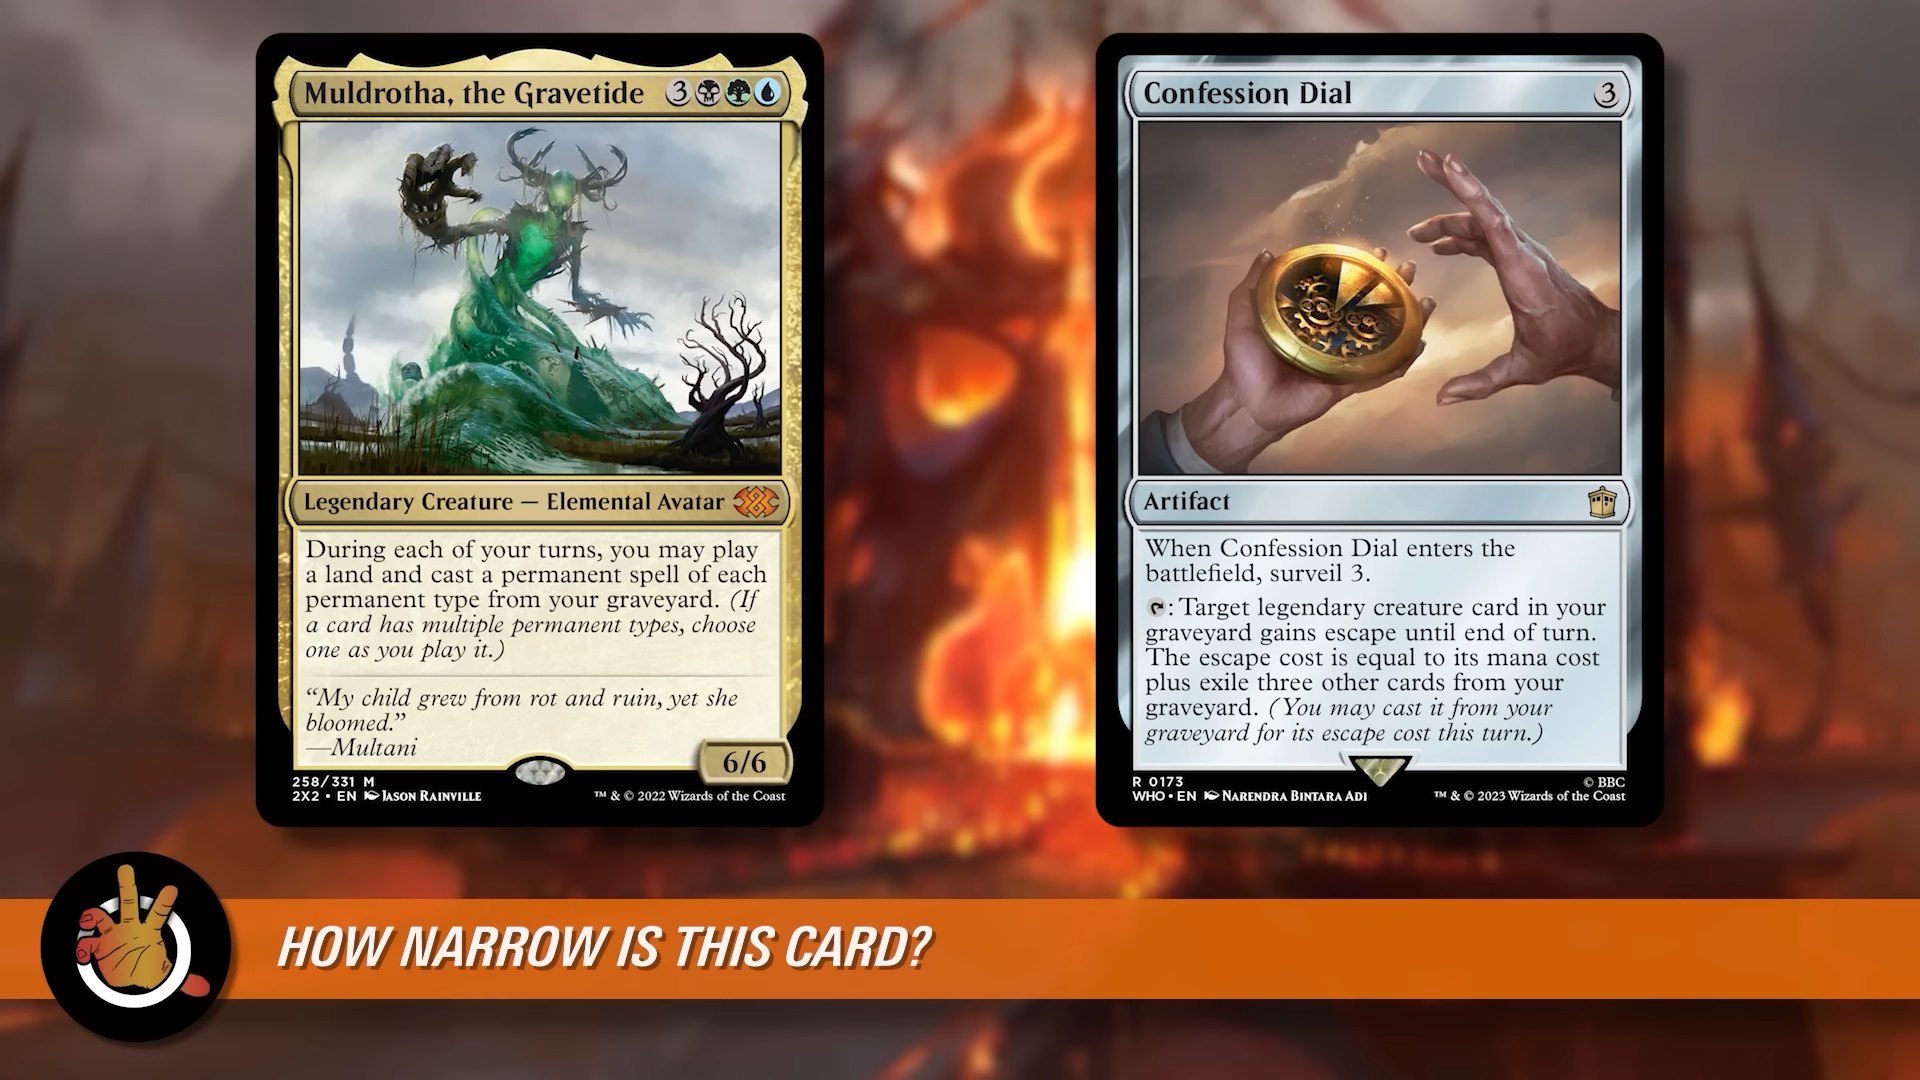 Muldrotha, the Gravetide 3
Legendary Creature — Elemental Avatar
During each of your turns, you may play
a land and cast a permanent spell of each
permanent type from your graveyard. (If
a card has multiple permanent types, choose
one as you play it.)
“My child grew from rot and ruin, yet she
bloomed.”
—Multani
6/6
258/331 M
2X2 • EN Jason Rainville
™ & © 2022 Wizards of the Coast
Confession Dial 3
Artifact
When Confession Dial enters the
battlefield, surveil 3.
: Target legendary creature card in your
graveyard gains escape until end of turn.
The escape cost is equal to its mana cost
plus exile three other cards from your
graveyard. (You may cast it from your
graveyard for its escape cost this turn.)
R 0173
WHO • EN Narendra Bintara Adi
© BBC
™ & © 2023 Wizards of the Coast
HOW NARROW IS THIS CARD?